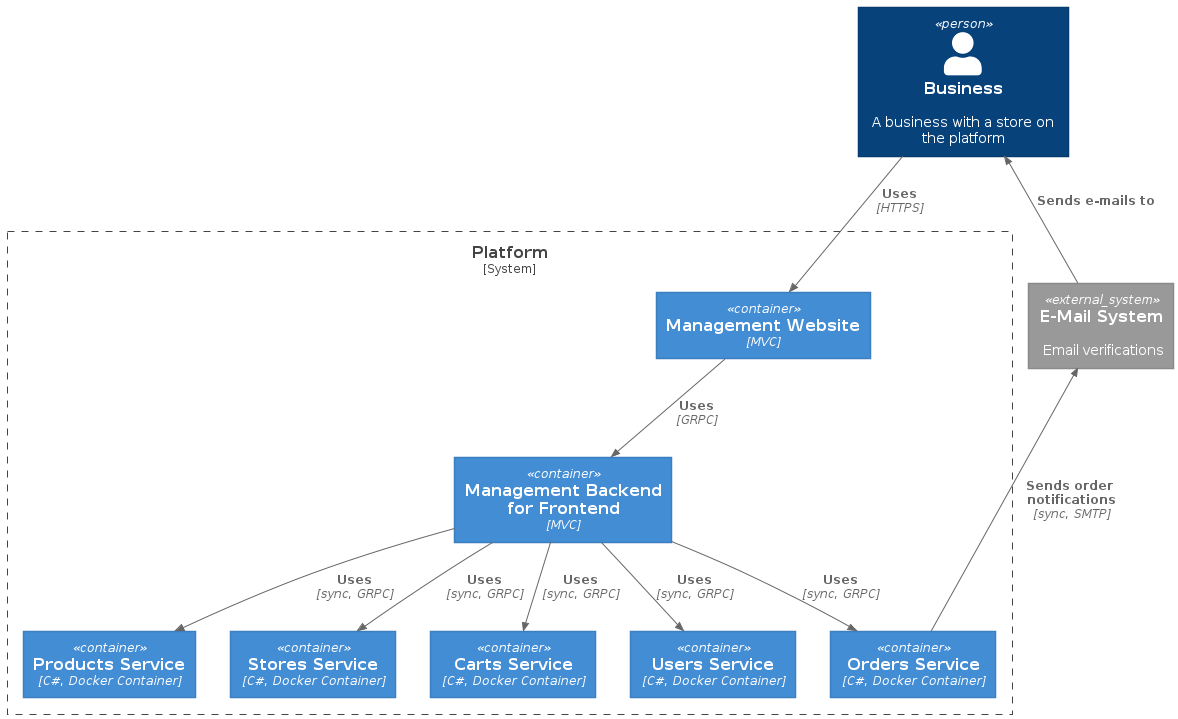 «person»
Business
A business with a store on
the platform
Uses
[HTTPS]
Sends e-mails to
Platform
[System]
«container»
Management Website
[MVC]
«external_system»
E-Mail System
Email verifications
Uses
[GRPC]
«container»
Management Backend
for Frontend
[MVC]
Sends order
notifications
[sync, SMTP]
Uses
[sync, GRPC]
Uses
[sync, GRPC]
Uses
[sync, GRPC]
Uses
[sync, GRPC]
Uses
[sync, GRPC]
«container»
Products Service
[C#, Docker Container]
«container»
Stores Service
[C#, Docker Container]
«container»
Carts Service
[C#, Docker Container]
«container»
Users Service
[C#, Docker Container]
«container»
Orders Service
[C#, Docker Container]